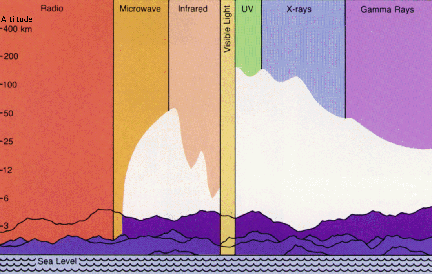 Radio
Microwave
Infrared
Visible Light
UV
X-rays
Gamma Rays
Altitude
400 km
200
100
50
25
12
6
3
Sea Level